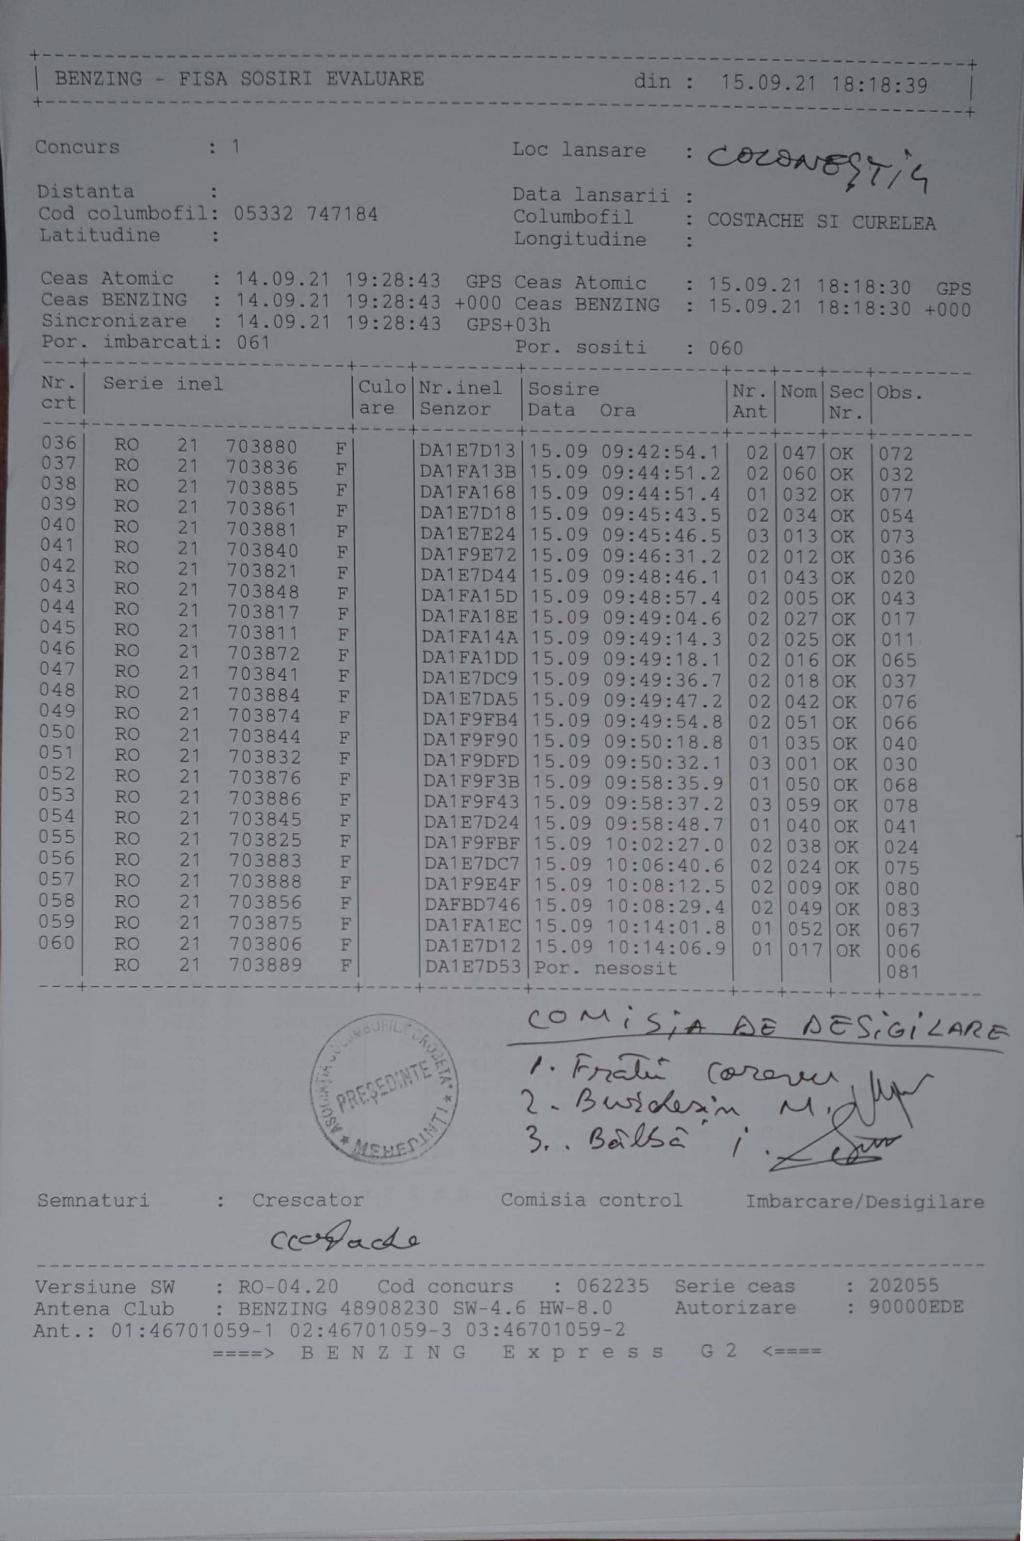 BENZING - FISA SOSIRI EVALUARE din : 15.09.21 18:18:39
Concurs : 1 Loc lansare : COLONEȘTI 4
Distanta : Data lansarii :
Cod columbofil: 05332 747184 Columbofil : COSTACHE SI CURELEA
Latitudine : Longitudine :
Ceas Atomic : 14.09.21 19:28:43 GPS Ceas Atomic : 15.09.21 18:18:30 GPS
Ceas BENZING : 14.09.21 19:28:43 +000 Ceas BENZING : 15.09.21 18:18:30 +000
Sincronizare : 14.09.21 19:28:43 GPS+03h
Por. imbarcati: 061 Por. sositi : 060
Nr. Serie inel Culo Nr.inel Sosire Nr. Nom Sec Obs.
crt are Senzor Data Ora Ant Nr.
036 RO 21 703880 F DA1E7D13 15.09 09:42:54.1 02 047 OK 072
037 RO 21 703836 F DA1FA13B 15.09 09:44:51.2 02 060 OK 032
038 RO 21 703885 F DA1FA168 15.09 09:44:51.4 01 032 OK 077
039 RO 21 703861 F DA1E7D18 15.09 09:45:43.5 02 034 OK 054
040 RO 21 703881 F DA1E7E24 15.09 09:45:46.5 03 013 OK 073
041 RO 21 703840 F DA1F9E72 15.09 09:46:31.2 02 012 OK 036
042 RO 21 703821 F DA1E7D44 15.09 09:48:46.1 01 043 OK 020
043 RO 21 703848 F DA1FA15D 15.09 09:48:57.4 02 005 OK 043
044 RO 21 703817 F DA1FA18E 15.09 09:49:04.6 02 027 OK 017
045 RO 21 703811 F DA1FA14A 15.09 09:49:14.3 02 025 OK 011
046 RO 21 703872 F DA1FA1DD 15.09 09:49:18.1 02 016 OK 065
047 RO 21 703841 F DA1E7DC9 15.09 09:49:36.7 02 018 OK 037
048 RO 21 703884 F DA1E7DA5 15.09 09:49:47.2 02 042 OK 076
049 RO 21 703874 F DA1F9FB4 15.09 09:49:54.8 02 051 OK 066
050 RO 21 703844 F DA1F9F90 15.09 09:50:18.8 01 035 OK 040
051 RO 21 703832 F DA1F9DFD 15.09 09:50:32.1 03 001 OK 030
052 RO 21 703876 F DA1F9F3B 15.09 09:58:35.9 01 050 OK 068
053 RO 21 703886 F DA1F9F43 15.09 09:58:37.2 03 059 OK 078
054 RO 21 703845 F DA1E7D24 15.09 09:58:48.7 01 040 OK 041
055 RO 21 703825 F DA1F9FBF 15.09 10:02:27.0 02 038 OK 024
056 RO 21 703883 F DA1E7DC7 15.09 10:06:40.6 02 024 OK 075
057 RO 21 703888 F DA1F9E4F 15.09 10:08:12.5 02 009 OK 080
058 RO 21 703856 F DAFBD746 15.09 10:08:29.4 02 049 OK 083
059 RO 21 703875 F DA1FA1EC 15.09 10:14:01.8 01 052 OK 067
060 RO 21 703806 F DA1E7D12 15.09 10:14:06.9 01 017 OK 006
RO 21 703889 F DA1E7D53 Por. nesosit 081
COMISIA DE DESIGILARE
PREȘEDINTE
MEHEDINTI
1.
2.
3. Bâlbă I.
Semnaturi : Crescator Comisia control Imbarcare/Desigilare
Costache
Versiune SW : RO-04.20 Cod concurs : 062235 Serie ceas : 202055
Antena Club : BENZING 48908230 SW-4.6 HW-8.0 Autorizare : 90000EDE
Ant.: 01:46701059-1 02:46701059-3 03:46701059-2
====> B E N Z I N G E x p r e s s G 2 <====